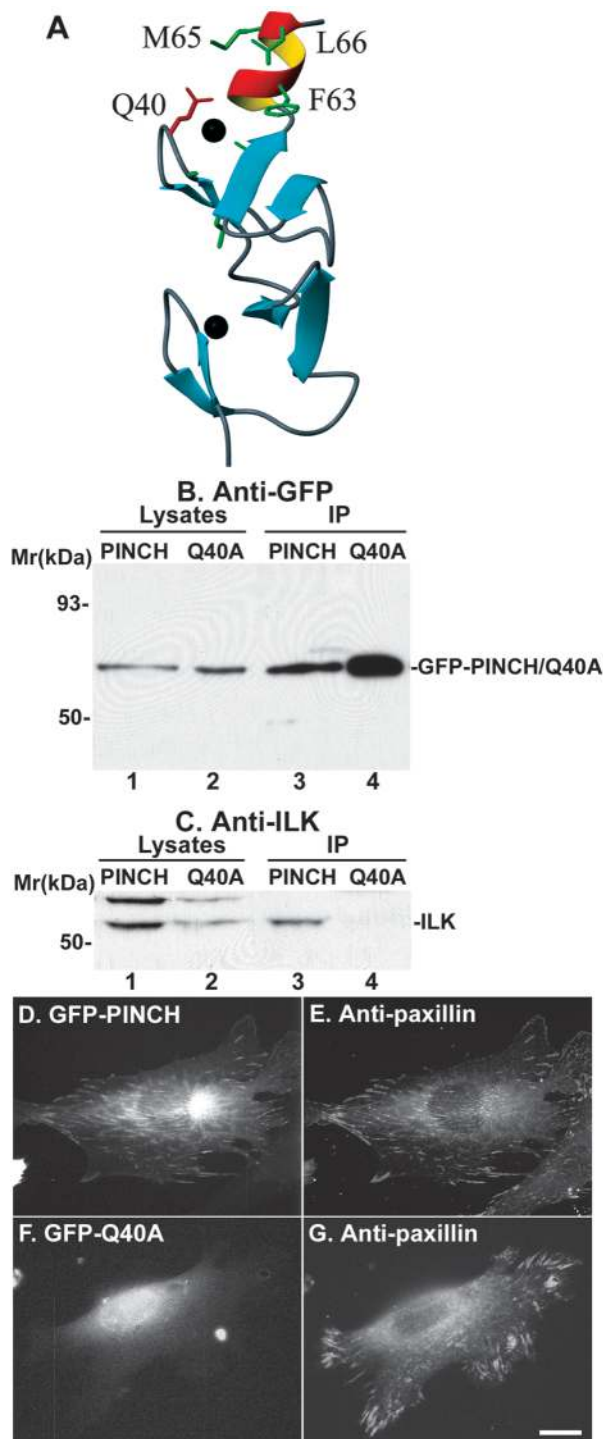 A
M65
L66
Q40
F63
B. Anti-GFP
Lysates IP
Mr(kDa) PINCH Q40A PINCH Q40A
93-
-GFP-PINCH/Q40A
50-
1 2 3 4
C. Anti-ILK
Lysates IP
Mr(kDa) PINCH Q40A PINCH Q40A
-ILK
50-
1 2 3 4
D. GFP-PINCH E. Anti-paxillin
F. GFP-Q40A G. Anti-paxillin